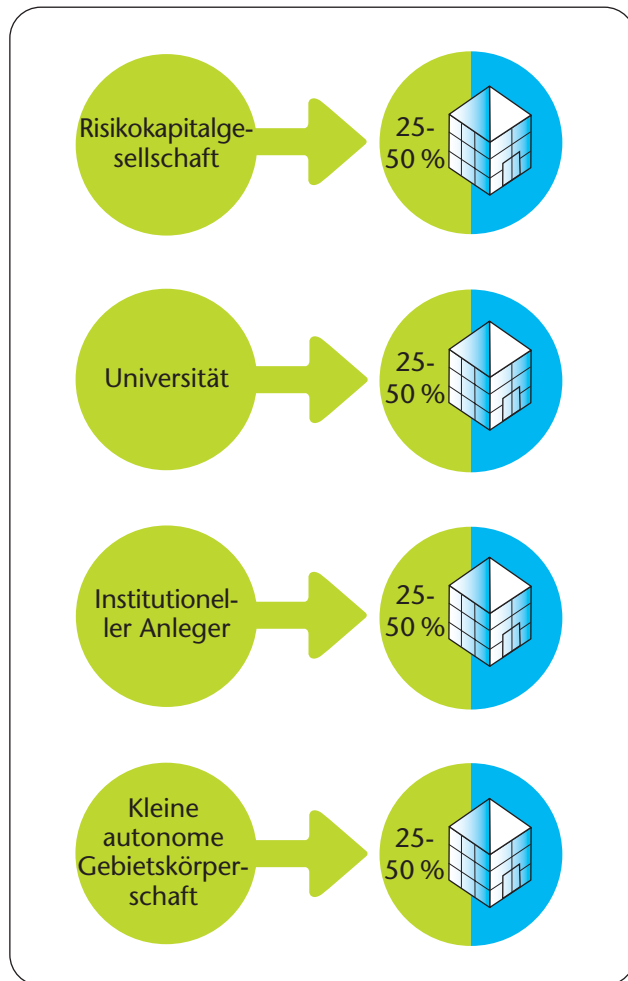 Risikokapitalge-
sellschaft
25-
50 %
Universität
25-
50 %
Institutionel-
ler Anleger
25-
50 %
Kleine
autonome
Gebietskörper-
schaft
25-
50 %